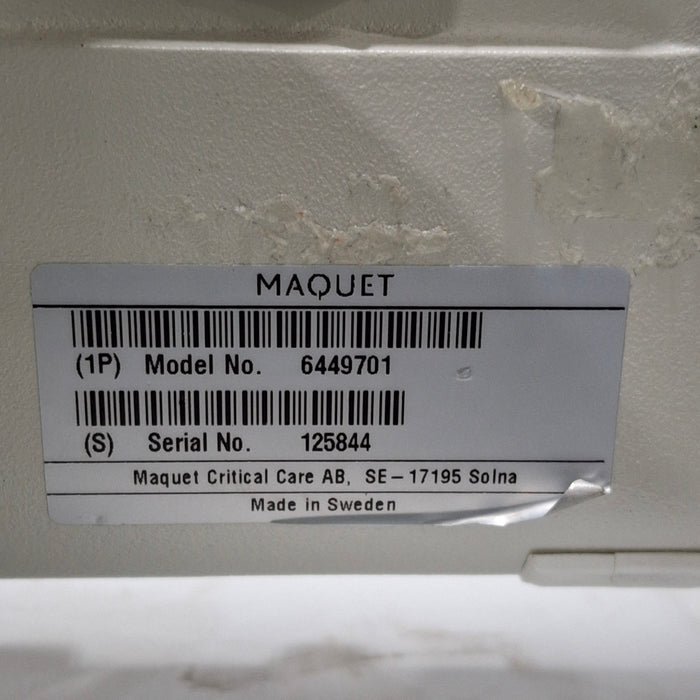 MAQUET
(1P) Model No. 6449701
(S) Serial No. 125844
Maquet Critical Care AB, SE-17195 Solna
Made in Sweden